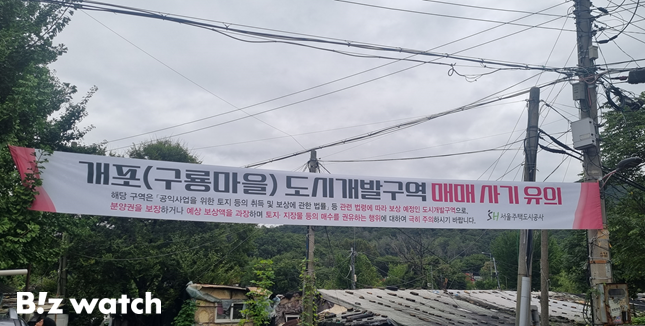 개포(구룡마을) 도시개발구역 매매 사기 유의
해당 구역은 「공익사업을 위한 토지 등의 취득 및 보상에 관한 법률」 등 관련 법령에 따라 보상 예정인 도시개발구역으로,
분양권을 보장하거나 예상 보상액을 과장하며 토지·지장물 등의 매수를 권유하는 행위에 대하여 극히 주의하시기 바랍니다.
SH 서울주택도시공사
B!z watch